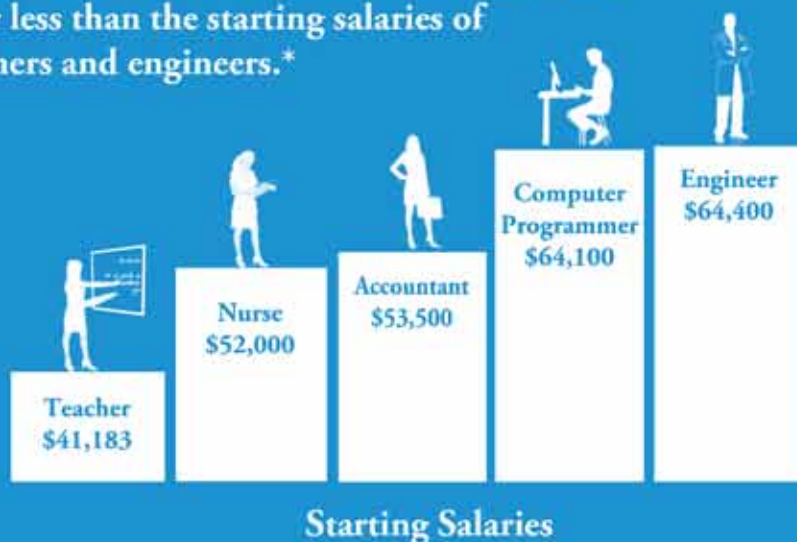 less than the starting salaries of
ners and engineers.*
Teacher
$41,183
Nurse
$52,000
Accountant
$53,500
Computer
Programmer
$64,100
Engineer
$64,400
Starting Salaries